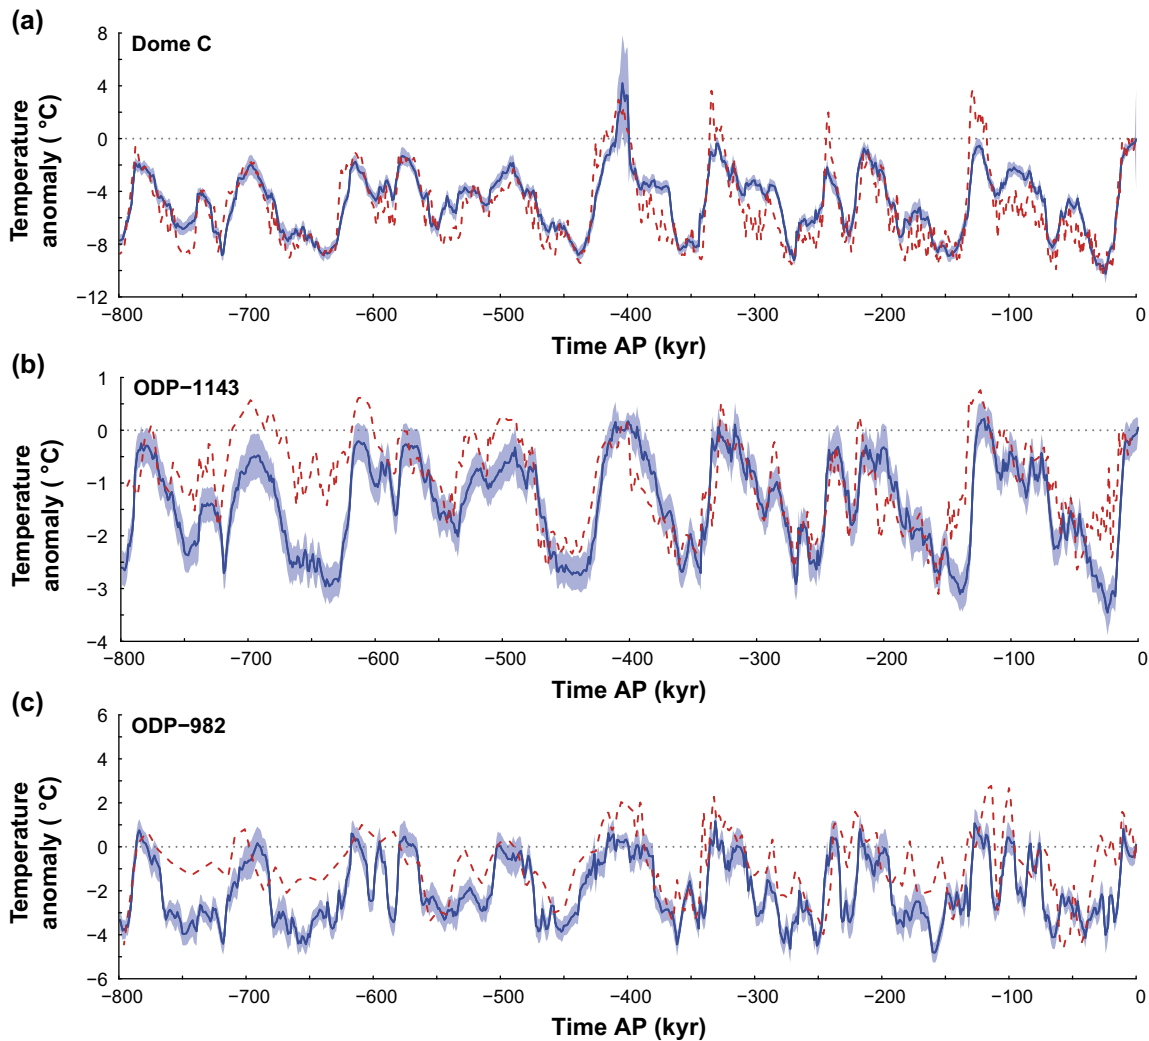 (a)
Dome C
Temperature
anomaly ( °C)
8
4
0
−4
−8
−12
−800 −700 −600 −500 −400 −300 −200 −100 0
Time AP (kyr)
(b)
ODP−1143
Temperature
anomaly ( °C)
1
0
−1
−2
−3
−4
−800 −700 −600 −500 −400 −300 −200 −100 0
Time AP (kyr)
(c)
ODP−982
Temperature
anomaly ( °C)
6
4
2
0
−2
−4
−6
−800 −700 −600 −500 −400 −300 −200 −100 0
Time AP (kyr)